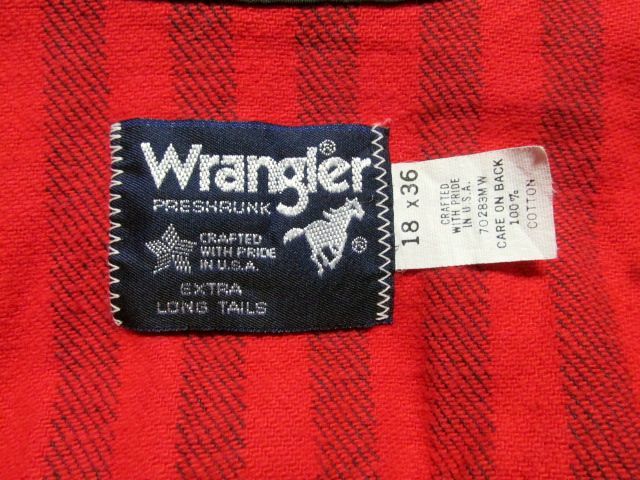 Wrangler®
PRESHRUNK
®
CRAFTED
WITH PRIDE
IN U.S.A.
EXTRA
LONG TAILS
18 X 36
CRAFTED
WITH PRIDE
IN U.S.A.
70283MW
CARE ON BACK
100%
COTTON